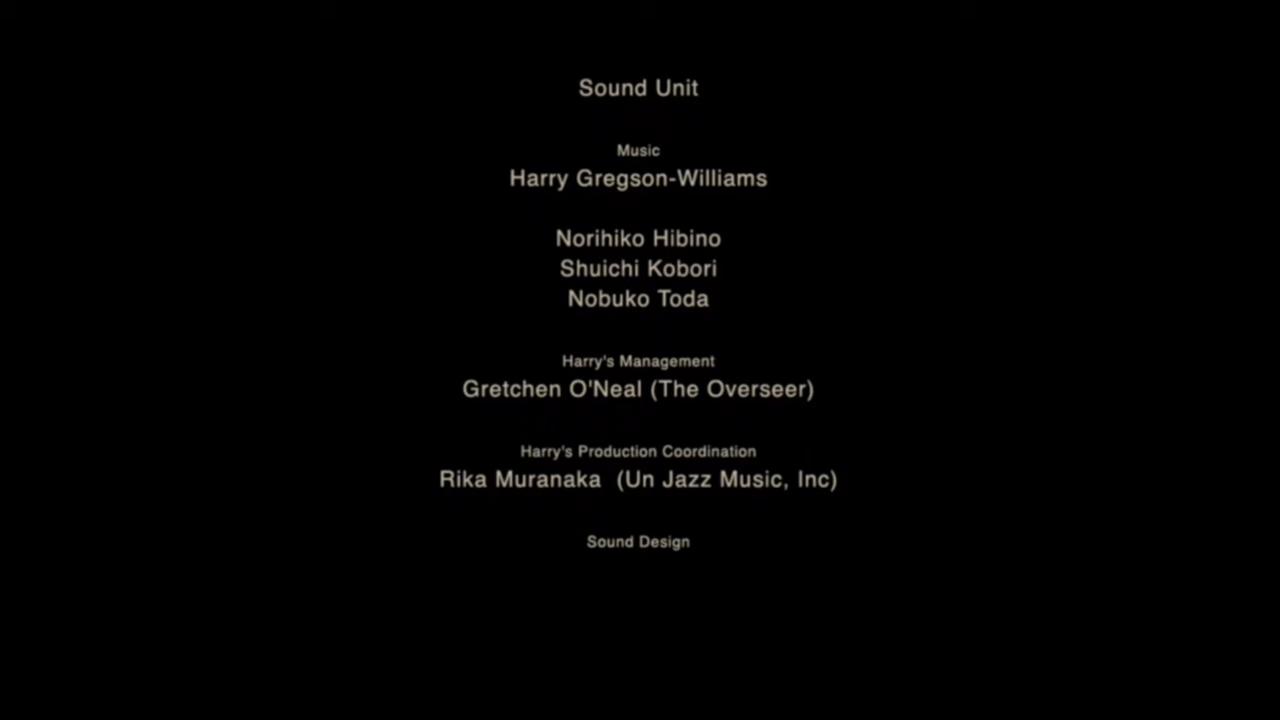 Sound Unit
Music
Harry Gregson-Williams
Norihiko Hibino
Shuichi Kobori
Nobuko Toda
Harry's Management
Gretchen O'Neal (The Overseer)
Harry's Production Coordination
Rika Muranaka  (Un Jazz Music, Inc)
Sound Design